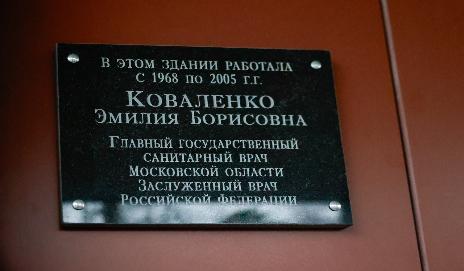 В ЭТОМ ЗДАНИИ РАБОТАЛА
С 1968 ПО 2005 Г.Г.
КОВАЛЕНКО
ЭМИЛИЯ БОРИСОВНА
ГЛАВНЫЙ ГОСУДАРСТВЕННЫЙ
САНИТАРНЫЙ ВРАЧ
МОСКОВСКОЙ ОБЛАСТИ
ЗАСЛУЖЕННЫЙ ВРАЧ
РОССИЙСКОЙ ФЕДЕРАЦИИ